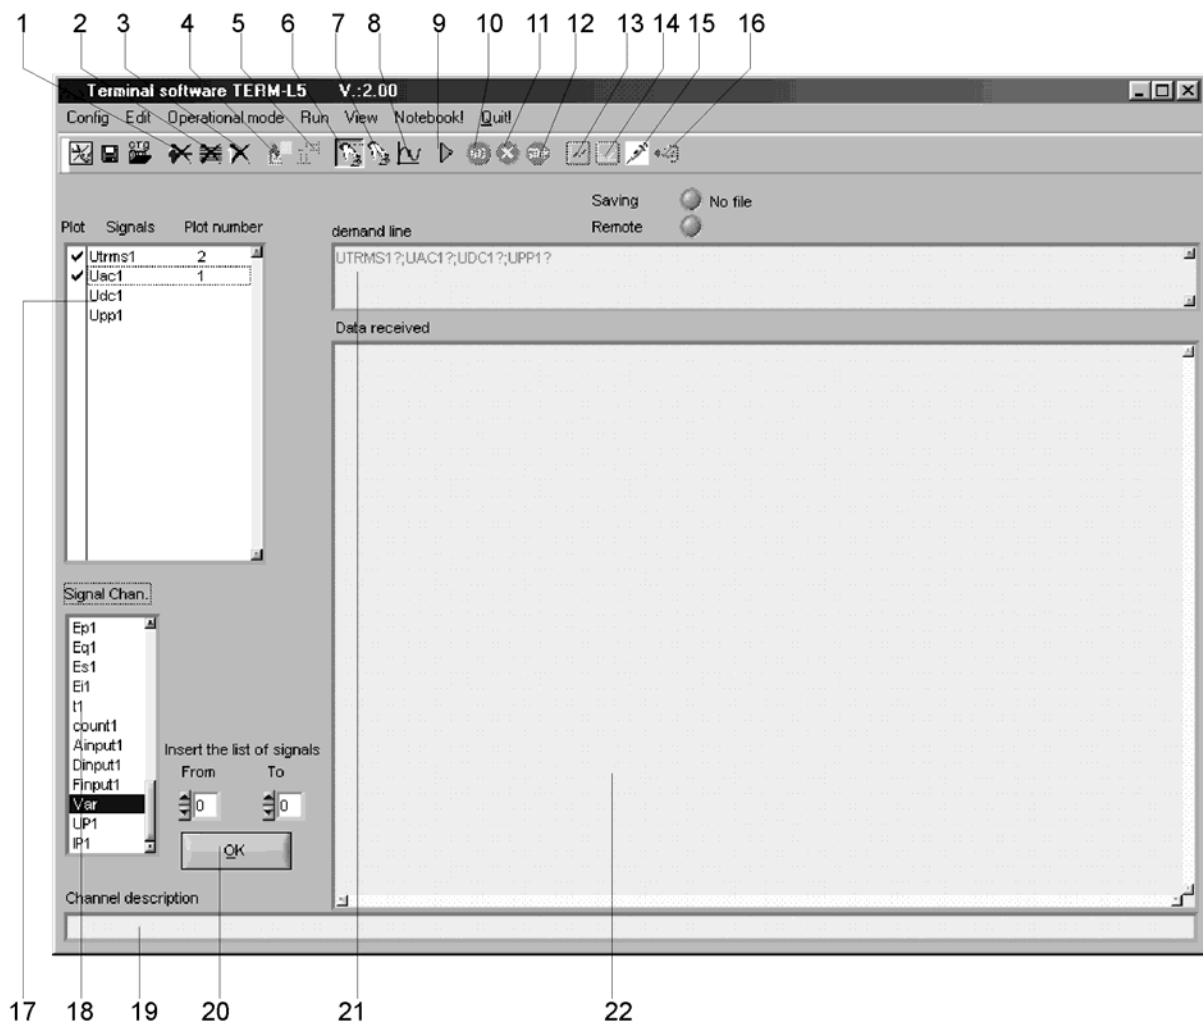 1 2 3 4 5 6 7 8 9 10 11 12 13 14 15 16
Terminal software TERM-L5 V.:2.00
Config Edit Operational mode Run View Notebook! Quit!
Saving No file
Remote
Plot Signals Plot number
Utrms1 2
Uac1 1
Udc1
Upp1
demand line
UTRMS1?;UAC1?;UDC1?;UPP1?
Data received
Signal Chan.
Ep1
Eq1
Es1
Ei1
t1
count1
Ainput1
Dinput1
Finput1
Var
UP1
IP1
Insert the list of signals
From To
0 0
OK
Channel description
17 18 19 20 21 22